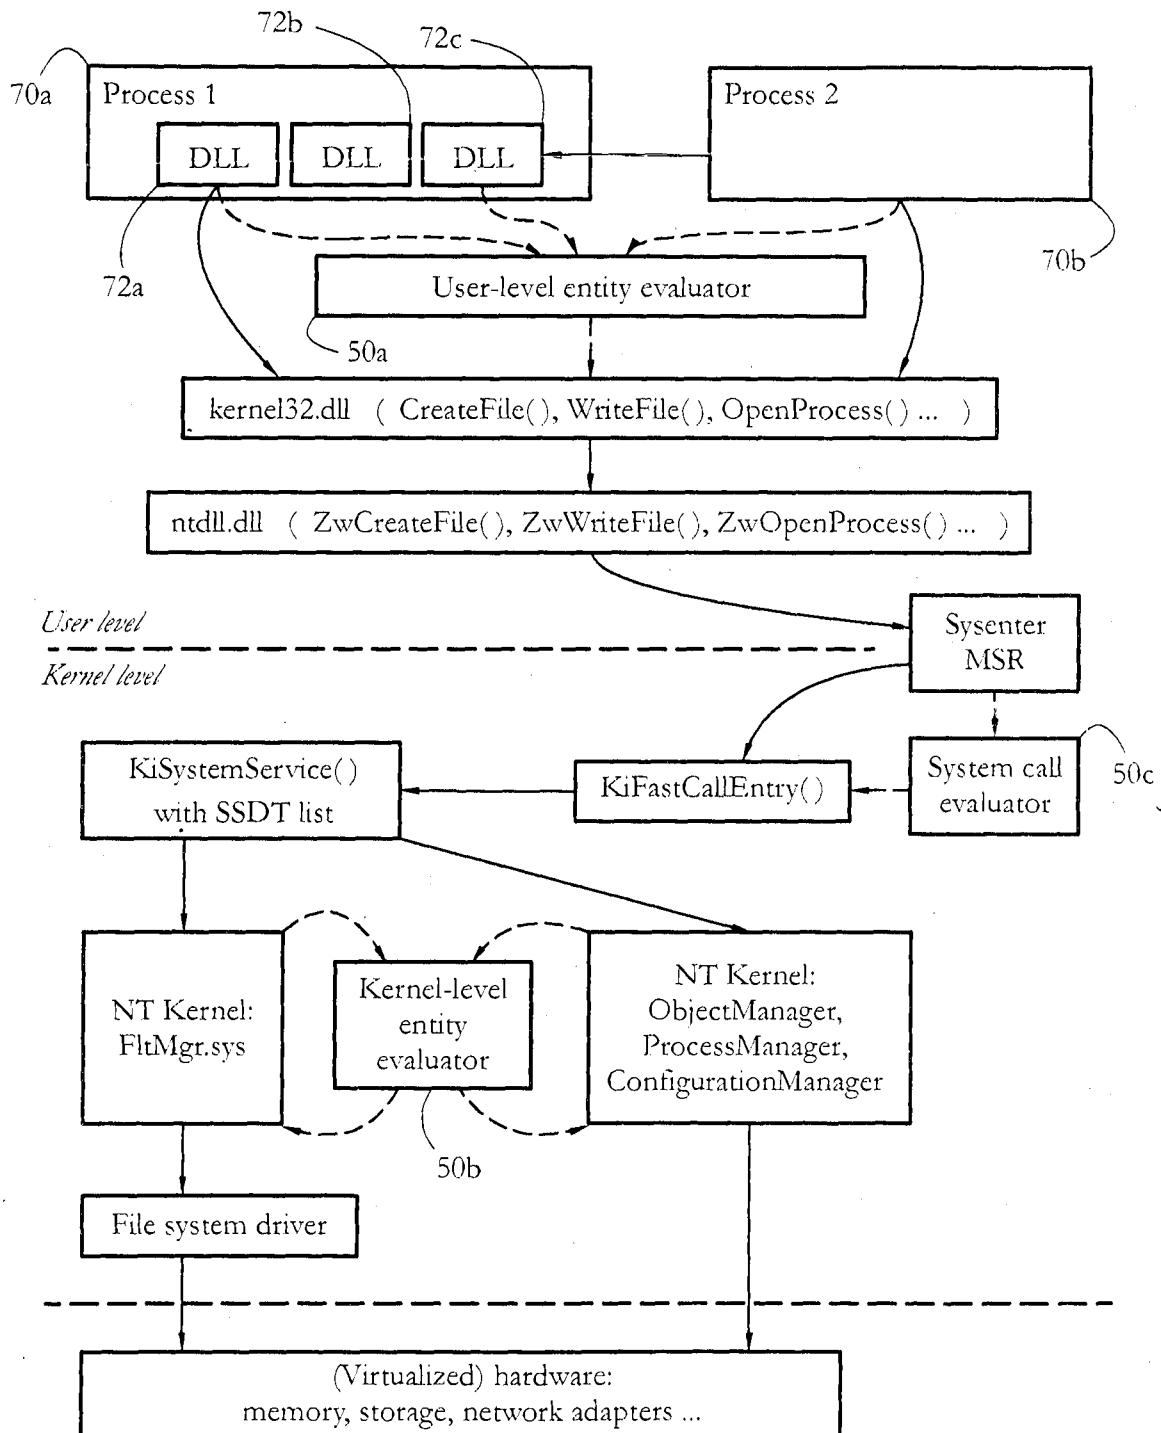 72b
72c
70a
Process 1
Process 2
DLL
DLL
DLL
72a
70b
User-level entity evaluator
50a
kernel32.dll ( CreateFile(), WriteFile(), OpenProcess() ... )
ntdll.dll ( ZwCreateFile(), ZwWriteFile(), ZwOpenProcess() ... )
User level
Kernel level
Sysenter
MSR
KiSystemService()
with SSDT list
KiFastCallEntry()
System call
evaluator
50c
NT Kernel:
FltMgr.sys
Kernel-level
entity
evaluator
NT Kernel:
ObjectManager,
ProcessManager,
ConfigurationManager
50b
File system driver
(Virtualized) hardware:
memory, storage, network adapters ...